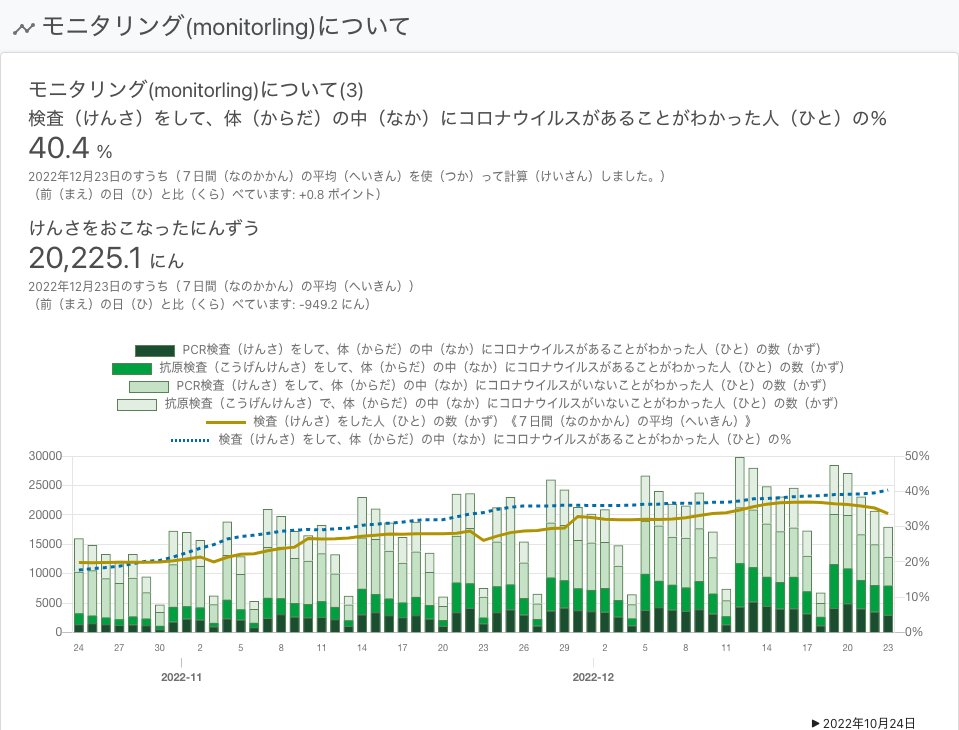 モニタリング(monitorling)について
モニタリング(monitorling)について(3)
検査（けんさ）をして、体（からだ）の中（なか）にコロナウイルスがあることがわかった人（ひと）の%
40.4 %
2022年12月23日のすうち（７日間（なのかかん）の平均（へいきん）を使（つか）って計算（けいさん）しました。）
（前（まえ）の日（ひ）と比（くら）べています: +0.8 ポイント）
けんさをおこなったにんずう
20,225.1 にん
2022年12月23日のすうち（７日間（なのかかん）の平均（へいきん））
（前（まえ）の日（ひ）と比（くら）べています: -949.2 にん）
PCR検査（けんさ）をして、体（からだ）の中（なか）にコロナウイルスがあることがわかった人（ひと）の数（かず）
抗原検査（こうげんけんさ）をして、体（からだ）の中（なか）にコロナウイルスがあることがわかった人（ひと）の数（かず）
PCR検査（けんさ）をして、体（からだ）の中（なか）にコロナウイルスがいないことがわかった人（ひと）の数（かず）
抗原検査（こうげんけんさ）で、体（からだ）の中（なか）にコロナウイルスがいないことがわかった人（ひと）の数（かず）
検査（けんさ）をした人（ひと）の数（かず）《７日間（なのかかん）の平均（へいきん）》
検査（けんさ）をして、体（からだ）の中（なか）にコロナウイルスがあることがわかった人（ひと）の%
30000 50%
25000 40%
20000 30%
15000 20%
10000 10%
5000 0%
0
24 27 30 2 5 8 11 14 17 20 23 26 29 2 5 8 11 14 17 20 23
2022-11 2022-12
▶ 2022年10月24日